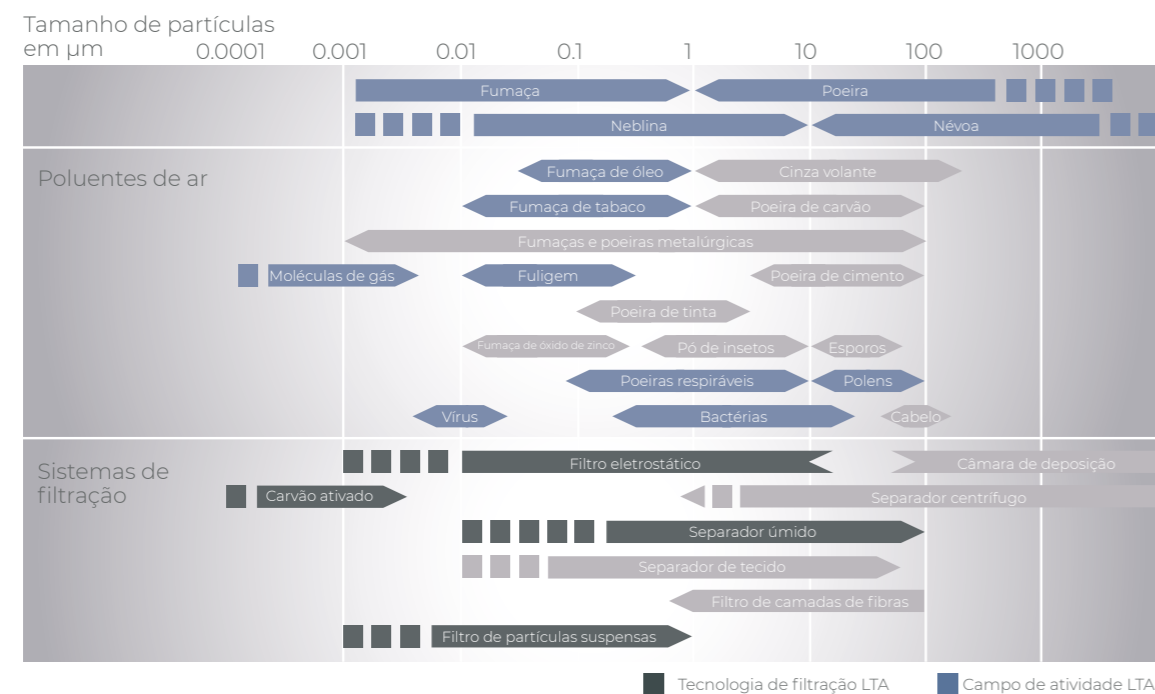 Tamanho de partículas
em µm 0.0001 0.001 0.01 0.1 1 10 100 1000
Fumaça Poeira
Neblina Névoa
Poluentes de ar
Fumaça de óleo Cinza volante
Fumaça de tabaco Poeira de carvão
Fumaças e poeiras metalúrgicas
Moléculas de gás Fuligem Poeira de cimento
Poeira de tinta
Fumaça de óxido de zinco Pó de insetos Esporos
Poeiras respiráveis Polens
Vírus Bactérias Cabelo
Sistemas de
filtração
Filtro eletrostático Câmara de deposição
Carvão ativado Separador centrífugo
Separador úmido
Separador de tecido
Filtro de camadas de fibras
Filtro de partículas suspensas
Tecnologia de filtração LTA Campo de atividade LTA